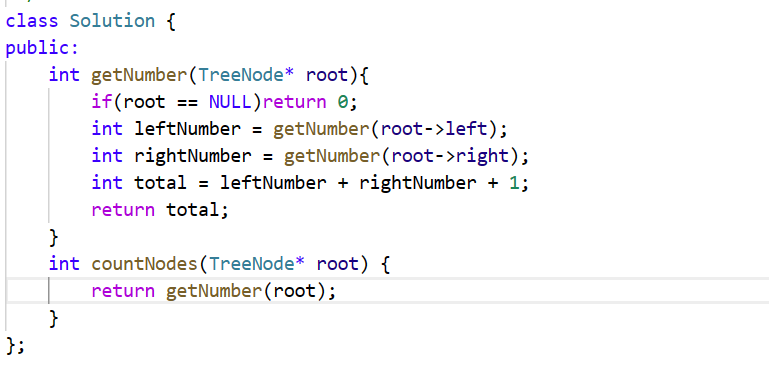 class Solution {
public:
    int getNumber(TreeNode* root){
        if(root == NULL)return 0;
        int leftNumber = getNumber(root->left);
        int rightNumber = getNumber(root->right);
        int total = leftNumber + rightNumber + 1;
        return total;
    }
    int countNodes(TreeNode* root) {
        return getNumber(root);
    }
};